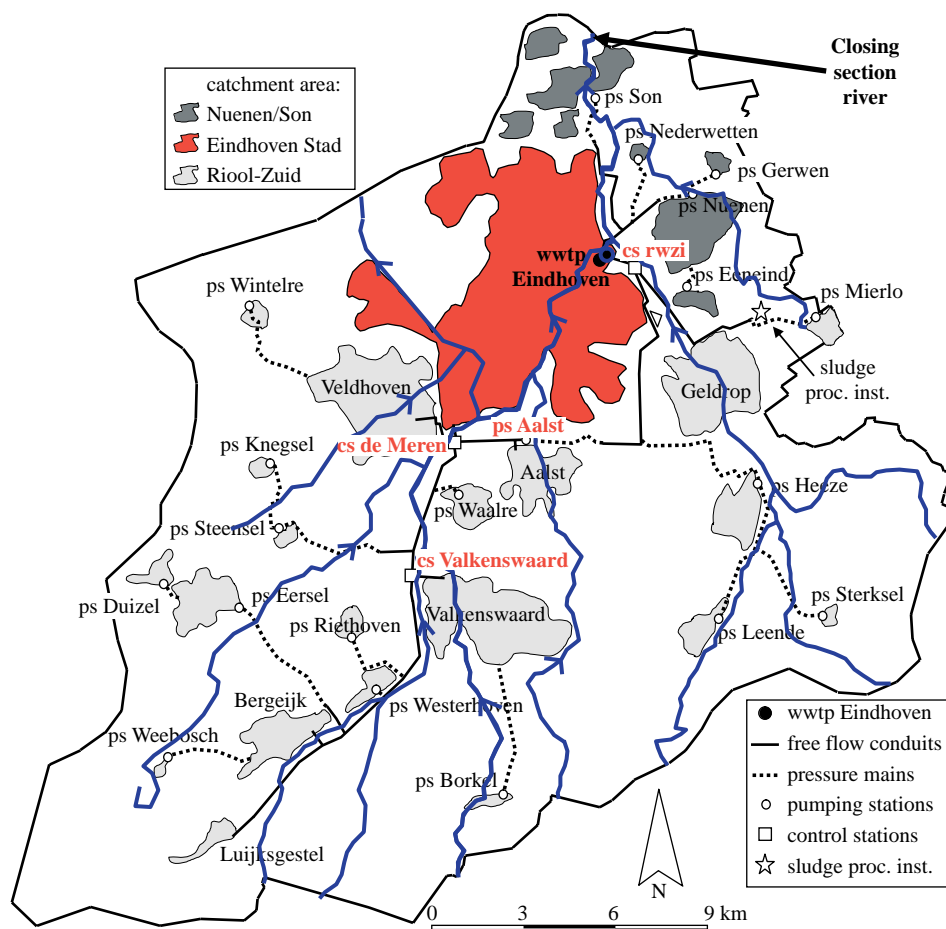 Closing
section
river
catchment area:
Nuenen/Son
Eindhoven Stad
Riool-Zuid
ps Son
ps Nederwetten
ps Gerwen
ps Nuenen
cs rwzi
wwtp
Eindhoven
ps Eeneind
ps Wintelre
ps Mierlo
sludge
proc. inst.
Veldhoven
Geldrop
ps Aalst
cs de Meren
ps Knegsel
Aalst
ps Heeze
ps Waalre
ps Steensel
cs Valkenswaard
ps Duizel
ps Eersel
ps Riethoven
Valkenswaard
ps Sterksel
ps Leende
Bergeijk
ps Westerhoven
ps Weebosch
ps Borkel
Luijksgestel
wwtp Eindhoven
free flow conduits
pressure mains
pumping stations
control stations
sludge proc. inst.
N
0 3 6 9 km